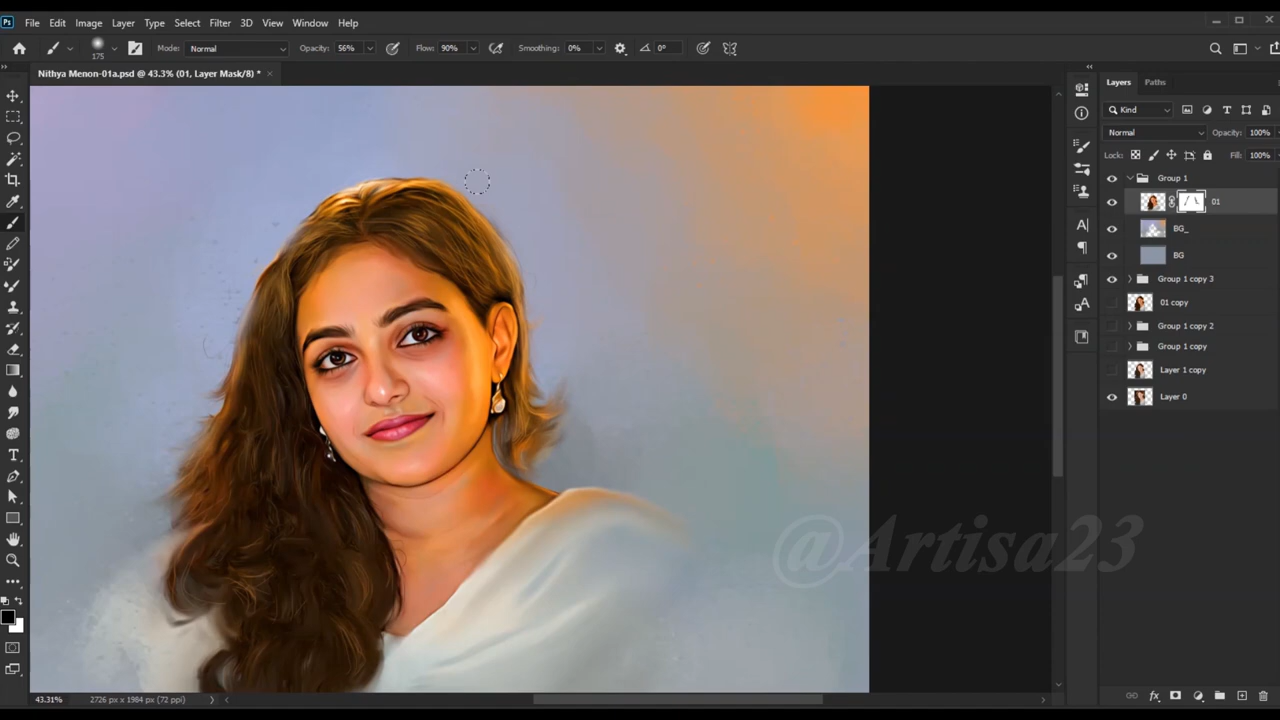 Ps File Edit Image Layer Type Select Filter 3D View Window Help
175 Mode: Normal Opacity: 56% Flow: 90% Smoothing: 0% 0°
Nithya Menon-01a.psd @ 43.3% (01, Layer Mask/8) *
Layers Paths
Kind
Normal Opacity: 100%
Lock: Fill: 100%
Group 1
01
BG_
BG
Group 1 copy 3
01 copy
Group 1 copy 2
Group 1 copy
Layer 1 copy
Layer 0
@Artisa23
43.31% 2726 px x 1984 px (72 ppi)